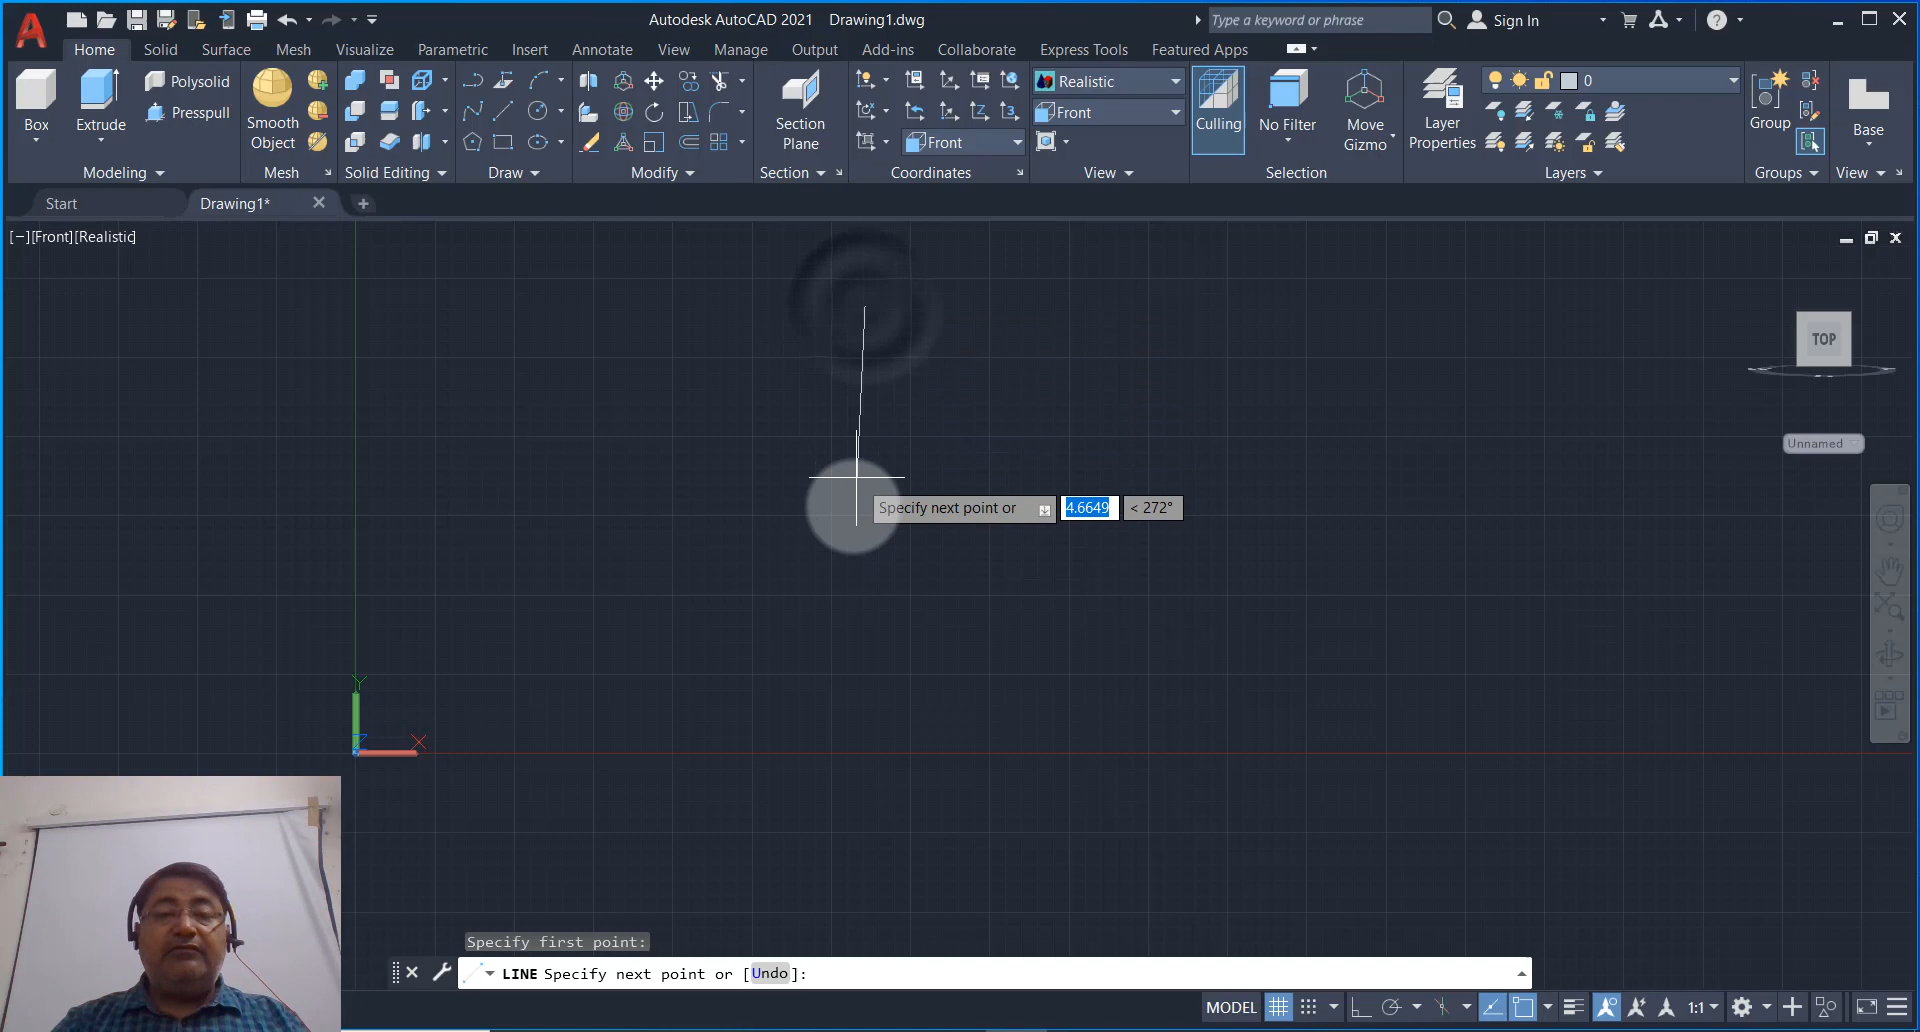 Autodesk AutoCAD 2021 Drawing1.dwg
Type a keyword or phrase
Sign In
Home Solid Surface Mesh Visualize Parametric Insert Annotate View Manage Output Add-ins Collaborate Express Tools Featured Apps
Box
Extrude
Polysolid
Presspull
Modeling
Smooth
Object
Mesh
Solid Editing
Draw
Modify
Section
Plane
Section
Front
Coordinates
Realistic
Front
View
Culling
No Filter
Move
Gizmo
Selection
Layer
Properties
0
Layers
Group
Groups
Base
View
Start
Drawing1*
[−][Front][Realistic]
TOP
Unnamed
Specify next point or 4.6649 < 272°
Y
X
Specify first point:
LINE Specify next point or [Undo]:
MODEL
1:1